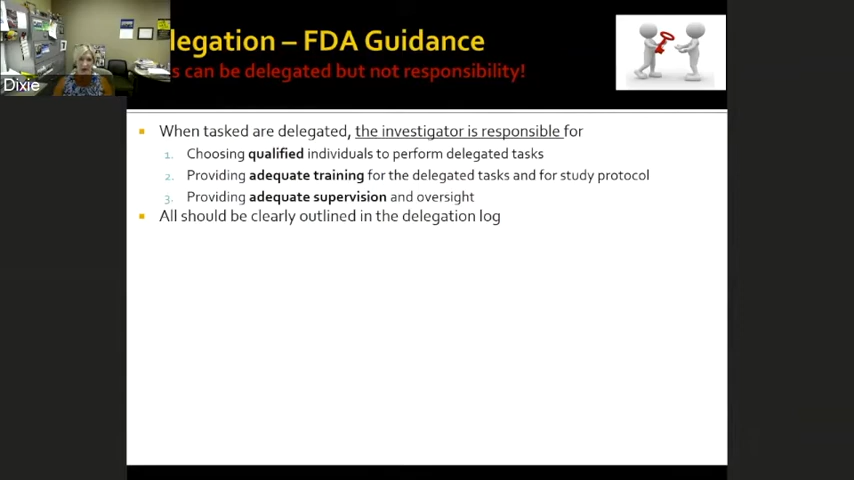 legation – FDA Guidance
s can be delegated but not responsibility!
Dixie
When tasked are delegated, the investigator is responsible for
1. Choosing qualified individuals to perform delegated tasks
2. Providing adequate training for the delegated tasks and for study protocol
3. Providing adequate supervision and oversight
All should be clearly outlined in the delegation log